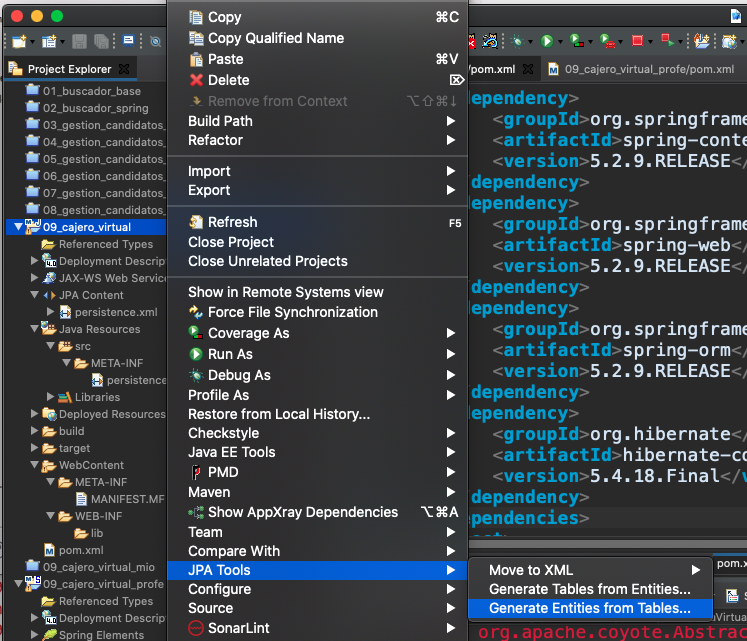 Project Explorer
01_buscador_base
02_buscador_spring
03_gestion_candidatos_
04_gestion_candidatos_
05_gestion_candidatos_
06_gestion_candidatos_
07_gestion_candidatos_
08_gestion_candidatos_
09_cajero_virtual
Referenced Types
Deployment Descrip
JAX-WS Web Service
JPA Content
persistence.xml
Java Resources
src
META-INF
persistence
Libraries
Deployed Resources
build
target
WebContent
META-INF
MANIFEST.MF
WEB-INF
lib
pom.xml
09_cajero_virtual_mio
09_cajero_virtual_profe
Referenced Types
Deployment Descrip
Spring Elements
Copy ⌘C
Copy Qualified Name
Paste ⌘V
Delete ⌦
Remove from Context ⌥⇧⌘↓
Build Path
Refactor
Import
Export
Refresh F5
Close Project
Close Unrelated Projects
Show in Remote Systems view
Force File Synchronization
Coverage As
Run As
Debug As
Profile As
Restore from Local History...
Checkstyle
Java EE Tools
PMD
Maven
Show AppXray Dependencies ⌥⌘A
Team
Compare With
JPA Tools
Configure
Source
SonarLint
Move to XML
Generate Tables from Entities...
Generate Entities from Tables...
/pom.xml
09_cajero_virtual_profe/pom.xml
dependency>
<groupId>org.springframe
<artifactId>spring-conte
<version>5.2.9.RELEASE</
dependency>
dependency>
<groupId>org.springframe
<artifactId>spring-web</
<version>5.2.9.RELEASE</
dependency>
dependency>
<groupId>org.springframe
<artifactId>spring-orm</
<version>5.2.9.RELEASE</
dependency>
dependency>
<groupId>org.hibernate</
<artifactId>hibernate-co
<version>5.4.18.Final</v
dependency>
ependencies>
pom.x
nVirtua
org.apache.coyote.Abstrac